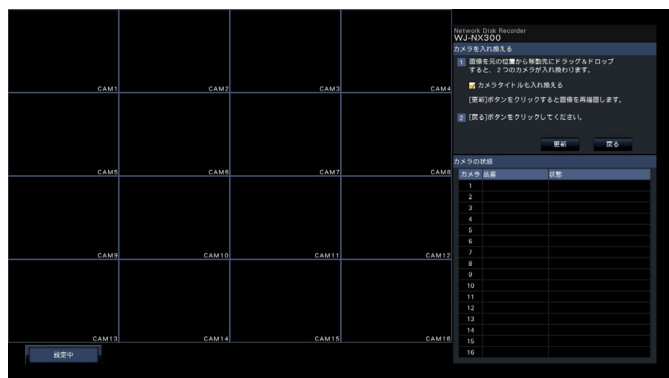 CAM1 CAM2 CAM3 CAM4
CAM5 CAM6 CAM7 CAM8
CAM9 CAM10 CAM11 CAM12
CAM13 CAM14 CAM15 CAM16
設定中
Network Disk Recorder
WJ-NX300
カメラを入れ換える
1 画像を元の位置から移動先にドラッグ&ドロップ
すると、2つのカメラが入れ換わります。
カメラタイトルも入れ換える
[更新]ボタンをクリックすると画像を再描画します。
2 [戻る]ボタンをクリックしてください。
更新 戻る
カメラの状態
カメラ 品番 状態
1
2
3
4
5
6
7
8
9
10
11
12
13
14
15
16